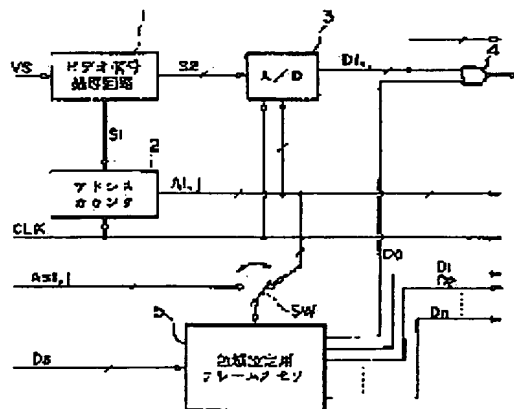 1
3
VS
ビデオ信号
処理回路
S2
A/D
Di,j
4
S1
2
アドレス
カウンタ
Ai,j
CLK
D0
Asi,j
SW
D1
Dn
5
Ds
領域設定用
フレームメモリ